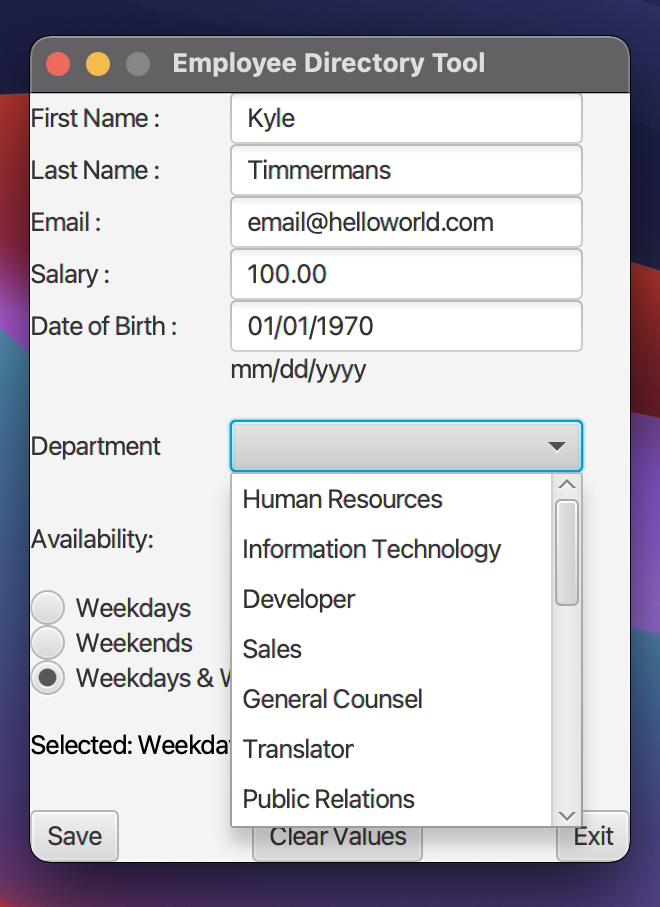 Employee Directory Tool
First Name : Kyle
Last Name : Timmermans
Email : email@helloworld.com
Salary : 100.00
Date of Birth : 01/01/1970
mm/dd/yyyy
Department
Human Resources
Availability:
Information Technology
Weekdays
Developer
Weekends
Sales
Weekdays &
General Counsel
Selected:
Translator
Public Relations
Save Clear Values Exit